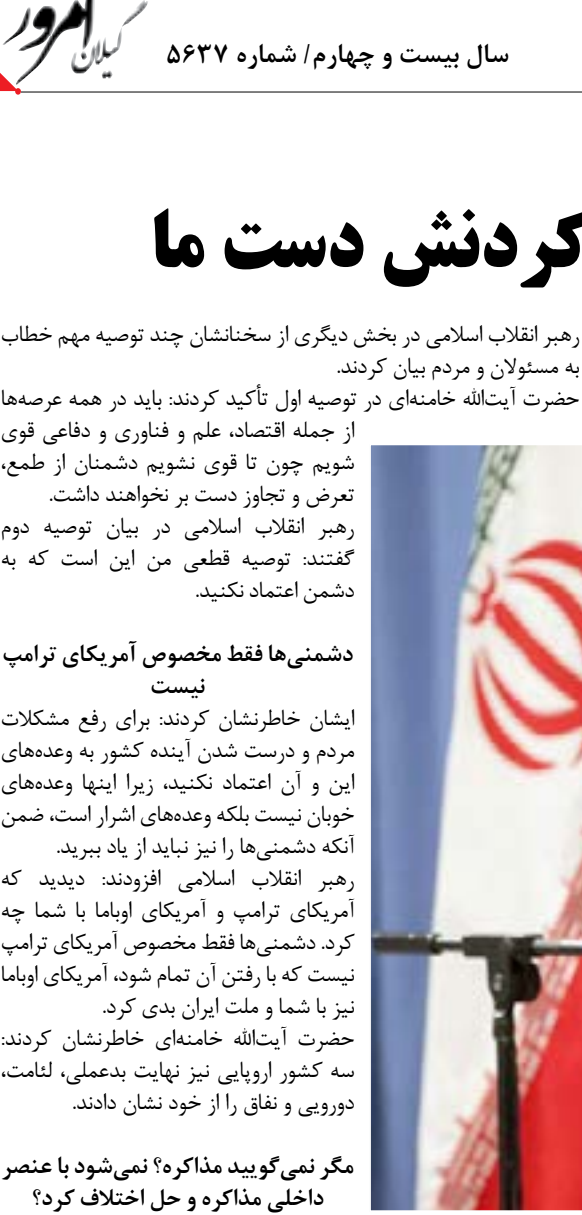 گیلان امروز
سال بیست و چهارم/ شماره ۵۶۳۷
کردنش دست ما
رهبر انقلاب اسلامی در بخش دیگری از سخنانشان چند توصیه مهم خطاب
به مسئولان و مردم بیان کردند.
حضرت آیت‌الله خامنه‌ای در توصیه اول تأکید کردند: باید در همه عرصه‌ها
از جمله اقتصاد، علم و فناوری و دفاعی قوی
شویم چون تا قوی نشویم دشمنان از طمع،
تعرض و تجاوز دست بر نخواهند داشت.
رهبر انقلاب اسلامی در بیان توصیه دوم
گفتند: توصیه قطعی من این است که به
دشمن اعتماد نکنید.
دشمنی‌ها فقط مخصوص آمریکای ترامپ
نیست
ایشان خاطرنشان کردند: برای رفع مشکلات
مردم و درست شدن آینده کشور به وعده‌های
این و آن اعتماد نکنید، زیرا اینها وعده‌های
خوبان نیست بلکه وعده‌های اشرار است، ضمن
آنکه دشمنی‌ها را نیز نباید از یاد ببرید.
رهبر انقلاب اسلامی افزودند: دیدید که
آمریکای ترامپ و آمریکای اوباما با شما چه
کرد. دشمنی‌ها فقط مخصوص آمریکای ترامپ
نیست که با رفتن آن تمام شود، آمریکای اوباما
نیز با شما و ملت ایران بدی کرد.
حضرت آیت‌الله خامنه‌ای خاطرنشان کردند:
سه کشور اروپایی نیز نهایت بدعملی، لئامت،
دورویی و نفاق را از خود نشان دادند.
مگر نمی‌گویید مذاکره؟ نمی‌شود با عنصر
داخلی مذاکره و حل اختلاف کرد؟